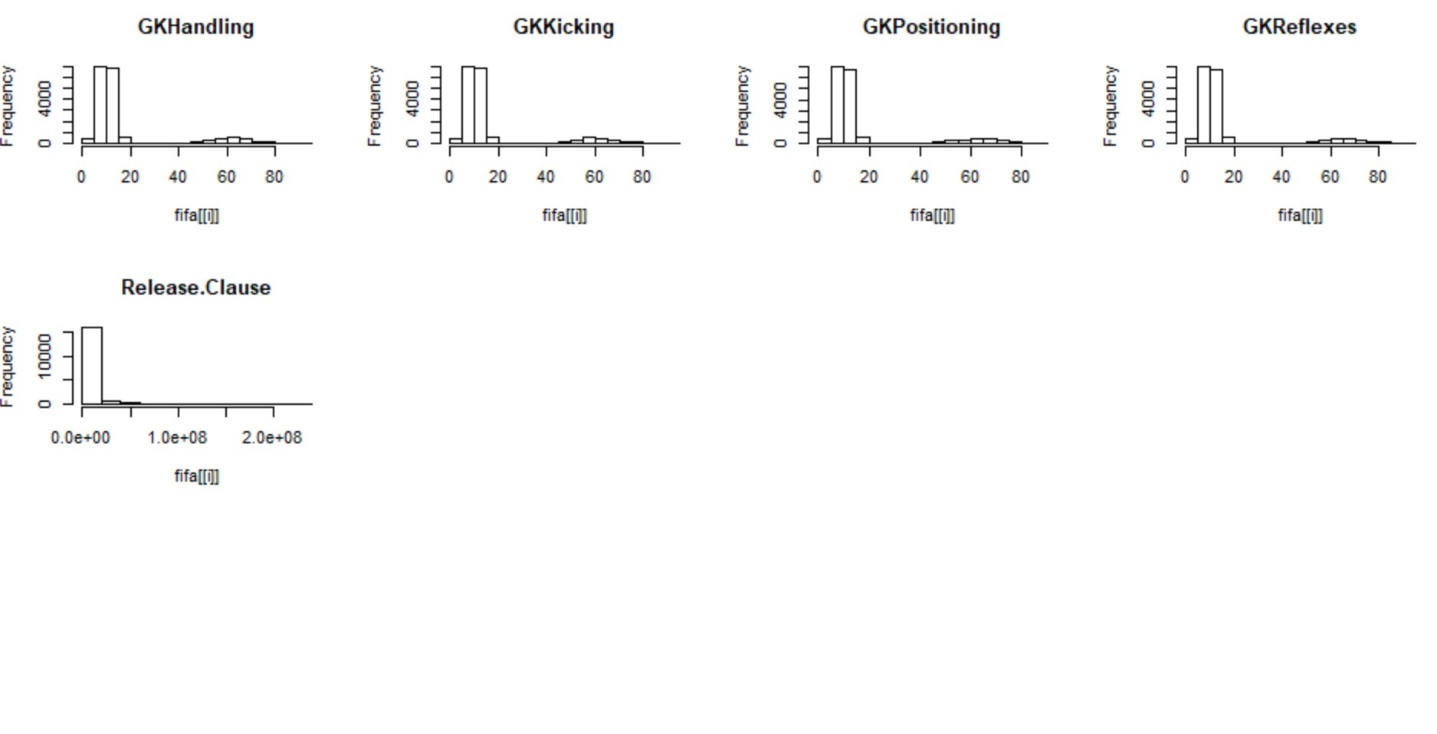 GKHandling
GKKicking
GKPositioning
GKReflexes
Frequency
0 4000
0 20 40 60 80
fifa[[i]]
Frequency
0 4000
0 20 40 60 80
fifa[[i]]
Frequency
0 4000
0 20 40 60 80
fifa[[i]]
Frequency
0 4000
0 20 40 60 80
fifa[[i]]
Release.Clause
Frequency
0 10000
0.0e+00 1.0e+08 2.0e+08
fifa[[i]]